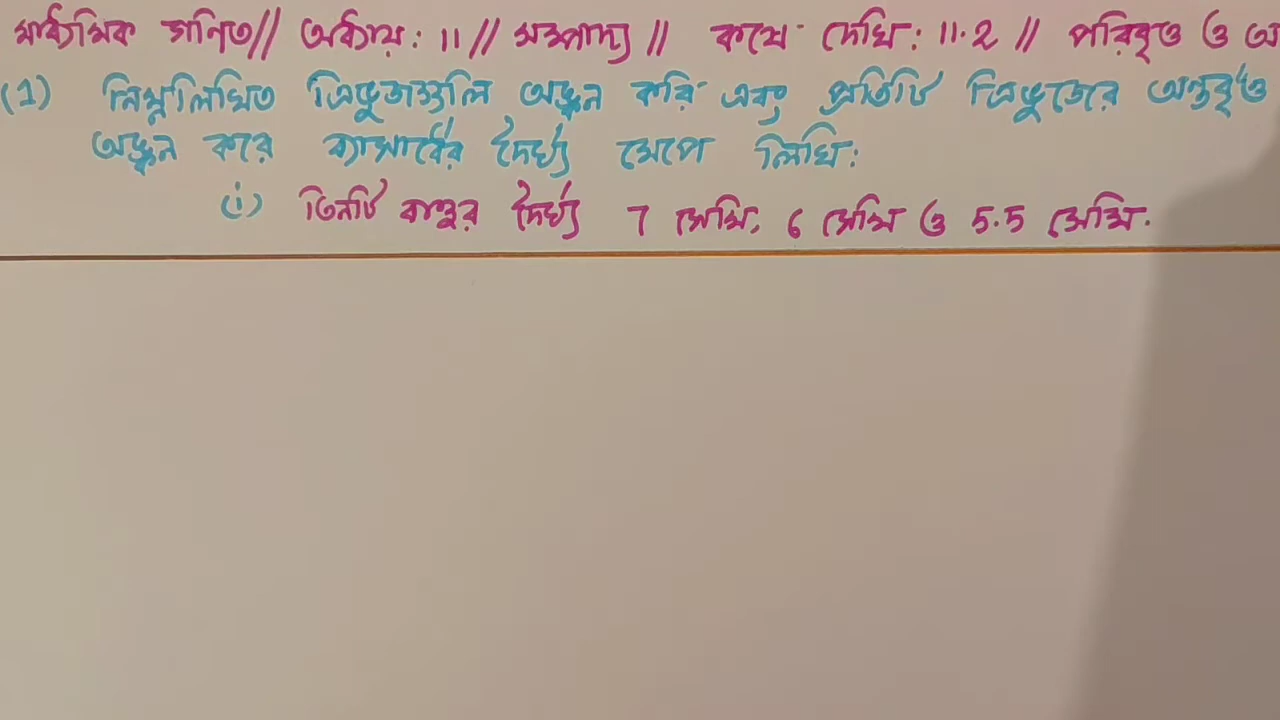 মাধ্যমিক গণিত// অধ্যায়: 11 // সম্পাদ্য // কষে দেখি: 11.2 // পরিবৃত্ত ও অ
(1) নিম্নলিখিত ত্রিভুজগুলি অঙ্কন করি এবং প্রতিটি ত্রিভুজের অন্তর্বৃত্ত
অঙ্কন করে ব্যাসার্ধের দৈর্ঘ্য মেপে লিখি:
(i) তিনটি বাহুর দৈর্ঘ্য 7 সেমি, 6 সেমি ও 5.5 সেমি.